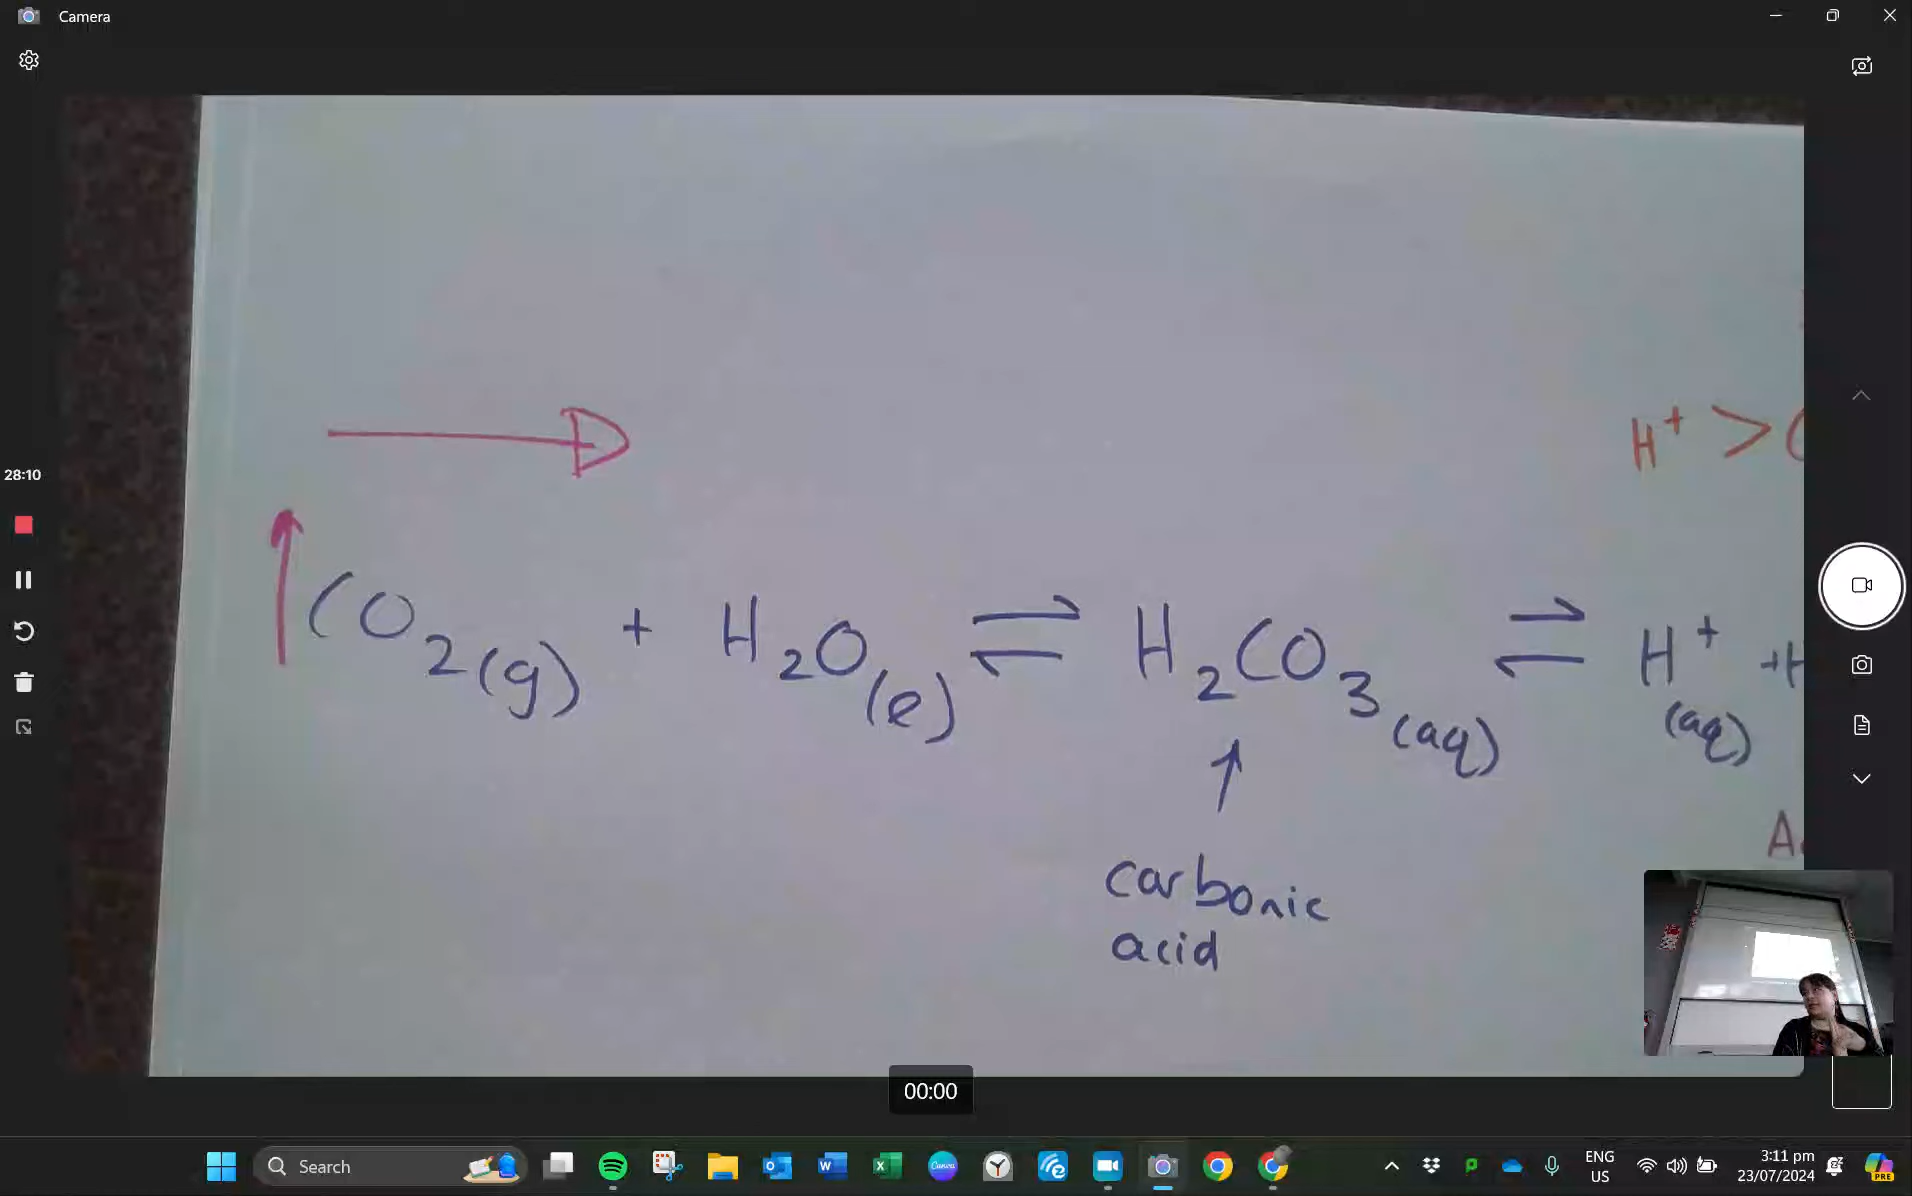 Camera
H⁺ > (
28:10
CO₂(g) + H₂O(l) ⇌ H₂CO₃(aq) ⇌ H⁺(aq) + H
carbonic
acid
00:00
Search
ENG
US
3:11 pm
23/07/2024
PRE